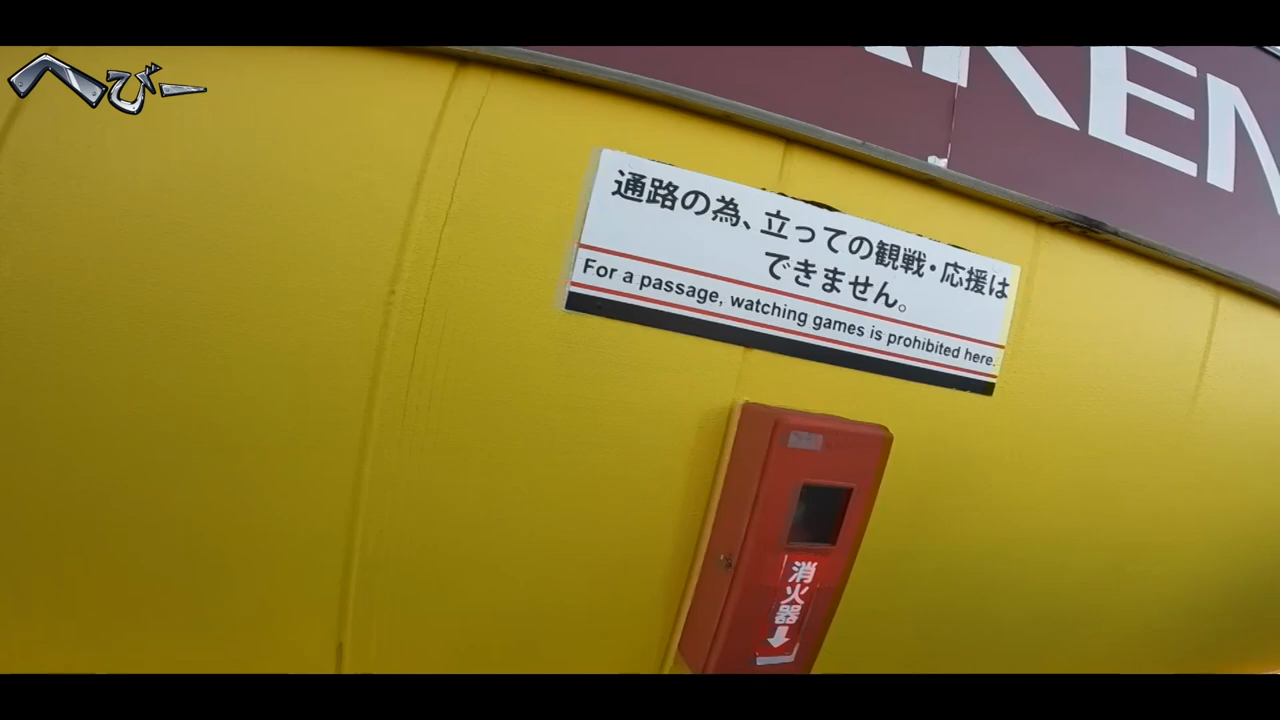 へびー
KEN
通路の為、立っての観戦・応援は
できません。
For a passage, watching games is prohibited here.
消火器